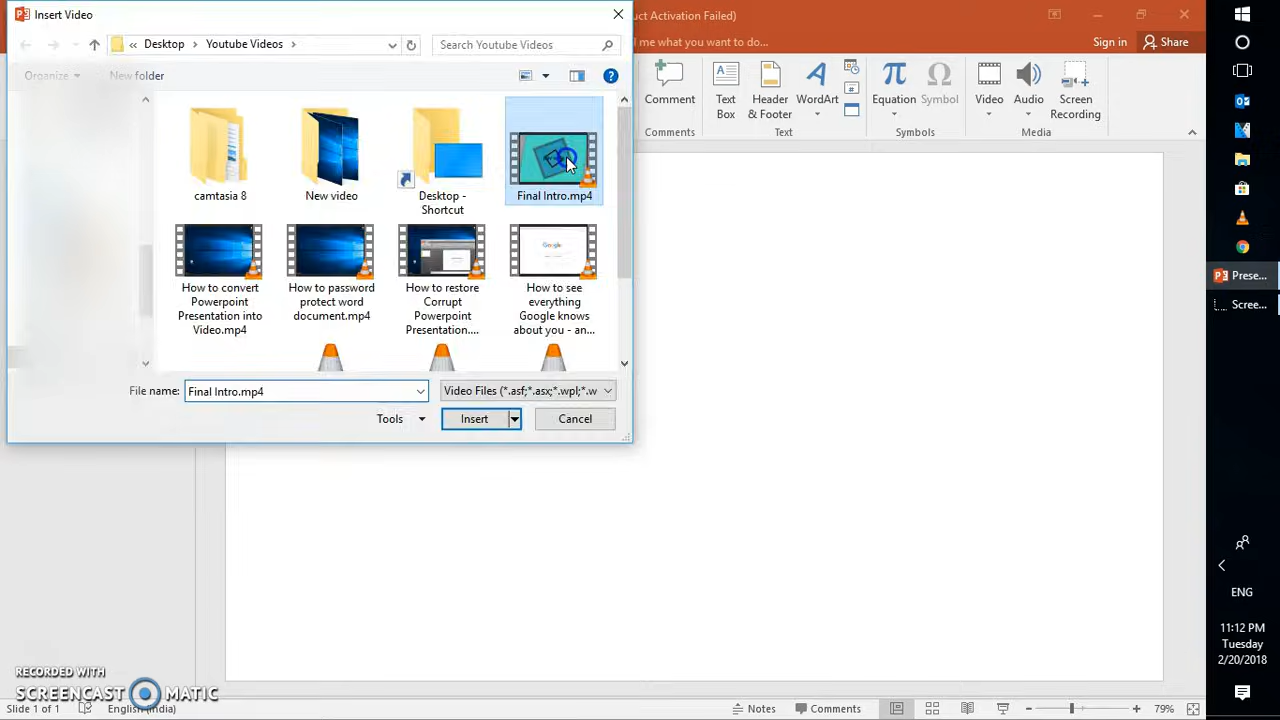 Insert Video
uct Activation Failed)
Desktop
Youtube Videos
Search Youtube Videos
l me what you want to do...
Sign in
Share
Organize
New folder
Comment
Text
Box
Header
& Footer
WordArt
Equation
Symbol
Video
Audio
Screen
Recording
Comments
Text
Symbols
Media
camtasia 8
New video
Desktop -
Shortcut
Final Intro.mp4
How to convert
Powerpoint
Presentation into
Video.mp4
How to password
protect word
document.mp4
How to restore
Corrupt
Powerpoint
Presentation....
Google
How to see
everything
Google knows
about you - an...
File name:
Final Intro.mp4
Video Files (*.asf;*.asx;*.wpl;*.w
Tools
Insert
Cancel
Prese...
Scree...
ENG
11:12 PM
Tuesday
2/20/2018
RECORDED WITH
SCREENCAST MATIC
Slide 1 of 1
English (India)
Notes
Comments
79%